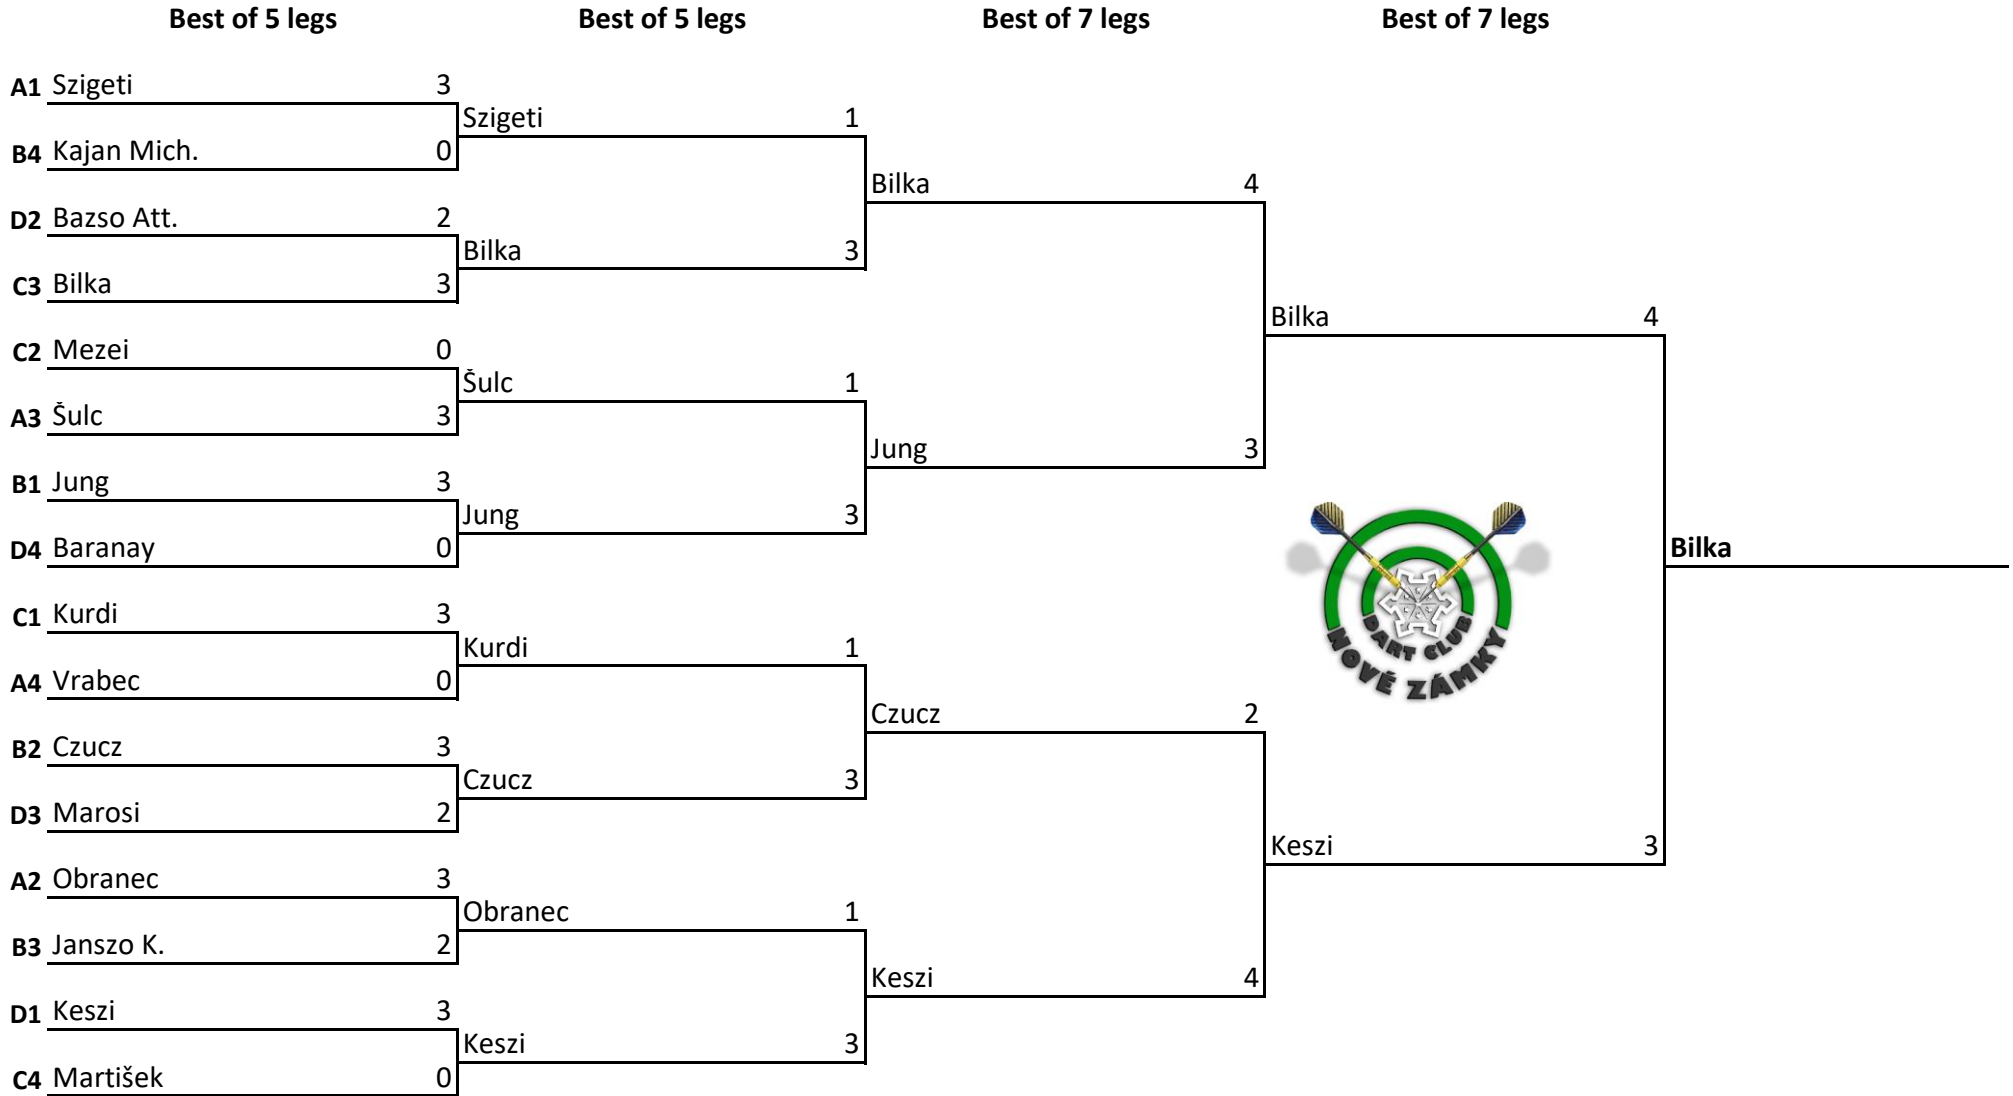 Best of 5 legs Best of 5 legs Best of 7 legs Best of 7 legs
A1 Szigeti 3
Szigeti 1
B4 Kajan Mich. 0
Bilka 4
D2 Bazso Att. 2
Bilka 3
C3 Bilka 3
Bilka 4
C2 Mezei 0
Šulc 1
A3 Šulc 3
Jung 3
B1 Jung 3
Jung 3
D4 Baranay 0
Bilka
C1 Kurdi 3
Kurdi 1
A4 Vrabec 0
Czucz 2
B2 Czucz 3
Czucz 3
D3 Marosi 2
Keszi 3
A2 Obranec 3
Obranec 1
B3 Janszo K. 2
Keszi 4
D1 Keszi 3
Keszi 3
C4 Martišek 0
DART CLUB
NOVÉ ZÁMKY